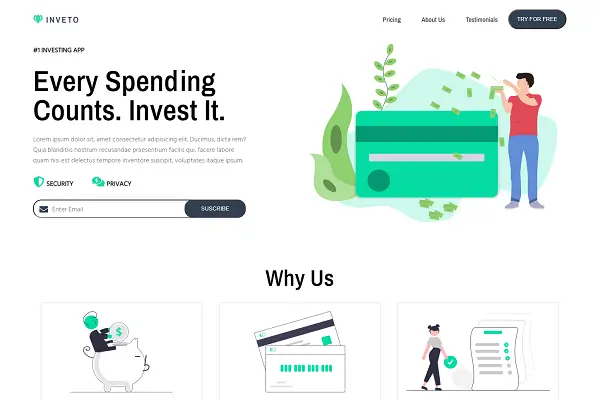 INVETO
Pricing
About Us
Testimonials
TRY FOR FREE
#1 INVESTING APP
Every Spending
Counts. Invest It.
Lorem ipsum dolor sit, amet consectetur adipisicing elit. Ducimus, dicta rem?
Quia blanditiis nostrum recusandae praesentium facilis qui, facere labore
quam nisi-est delectus tempore inventore suscipit, voluptates itaque ipsum.
SECURITY
PRIVACY
Enter Email
SUSCRIBE
Why Us
$